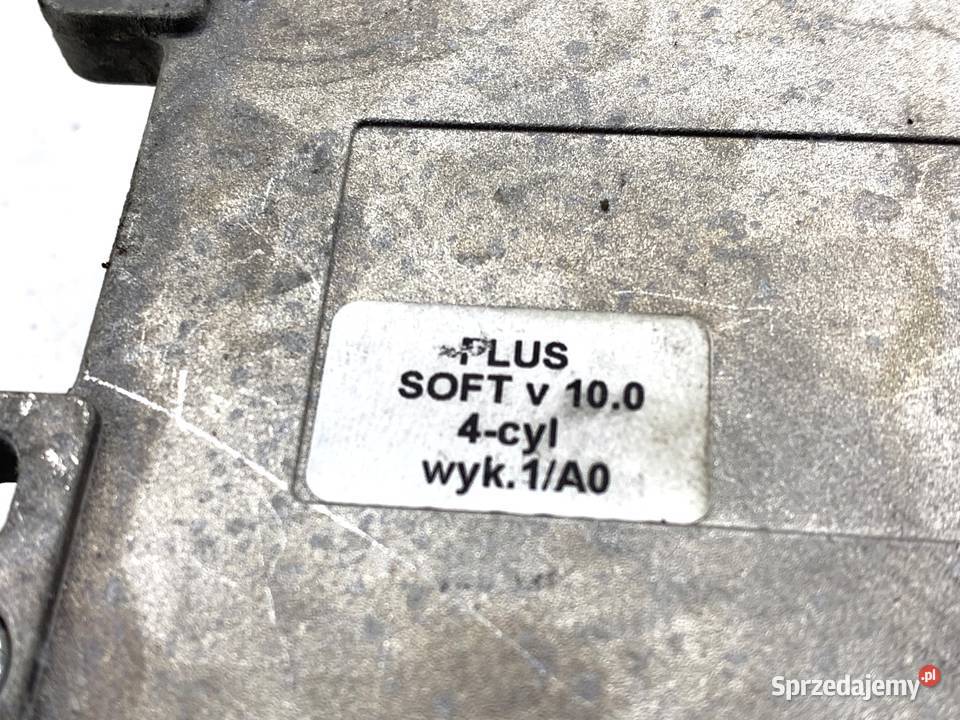 PLUS
SOFT v 10.0
4-cyl
wyk.1/A0
Sprzedajemy.pl